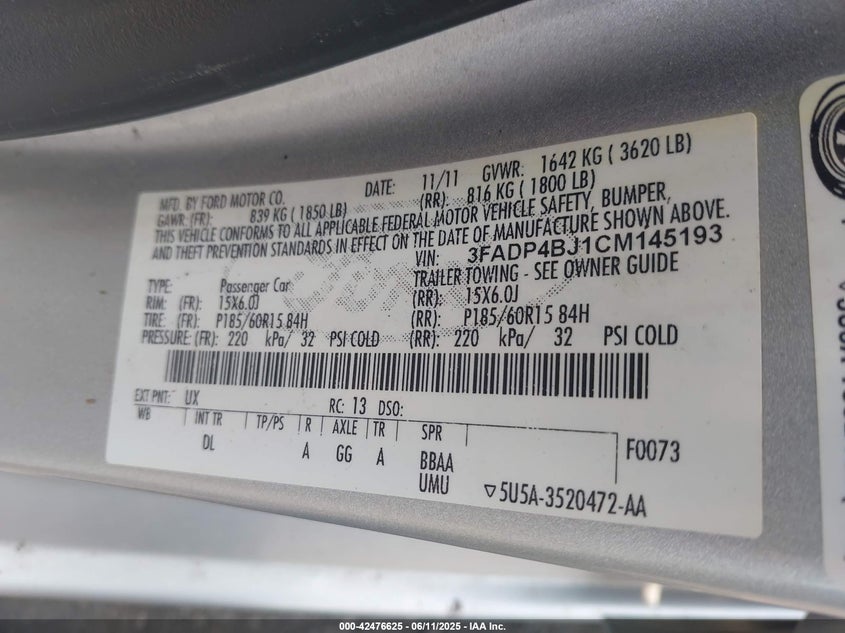 MFD. BY FORD MOTOR CO. DATE: 11/11 GVWR: 1642 KG ( 3620 LB)
GAWR: (FR): 839 KG ( 1850 LB) (RR): 816 KG ( 1800 LB)
THIS VEHICLE CONFORMS TO ALL APPLICABLE FEDERAL MOTOR VEHICLE SAFETY, BUMPER,
AND THEFT PREVENTION STANDARDS IN EFFECT ON THE DATE OF MANUFACTURE SHOWN ABOVE.
VIN: 3FADP4BJ1CM145193
TYPE: Passenger Car TRAILER TOWING - SEE OWNER GUIDE
RIM: (FR): 15X6.0J (RR): 15X6.0J
TIRE: (FR): P185/60R15 84H (RR): P185/60R15 84H
PRESSURE: (FR): 220 kPa/ 32 PSI COLD (RR): 220 kPa/ 32 PSI COLD
EXT PNT: UX RC: 13 DSO:
WB INT TR TP/PS R AXLE TR SPR
DL A GG A BBAA F0073
UMU ▽5U5A-3520472-AA
000-42476625 - 06/11/2025 - IAA Inc.